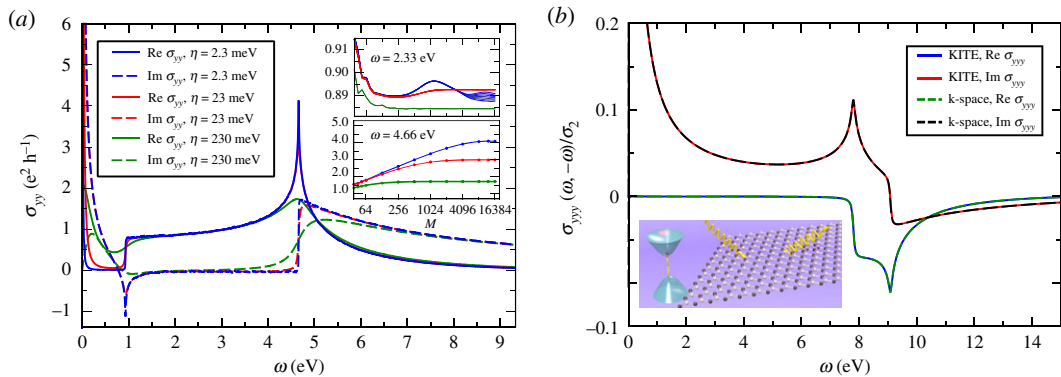 (a)
6
5
4
3
2
1
0
−1
σyy (e² h⁻¹)
Re σyy, η = 2.3 meV
Im σyy, η = 2.3 meV
Re σyy, η = 23 meV
Im σyy, η = 23 meV
Re σyy, η = 230 meV
Im σyy, η = 230 meV
0.91
0.90
0.89
ω = 2.33 eV
5.0
4.0
3.0
2.0
1.0
ω = 4.66 eV
64 256 1024 4096 16384
M
0 1 2 3 4 5 6 7 8 9
ω (eV)
(b)
0.2
0.1
0
−0.1
σyyy (ω, −ω)/σ2
KITE, Re σyyy
KITE, Im σyyy
k-space, Re σyyy
k-space, Im σyyy
0 2 4 6 8 10 12 14
ω (eV)